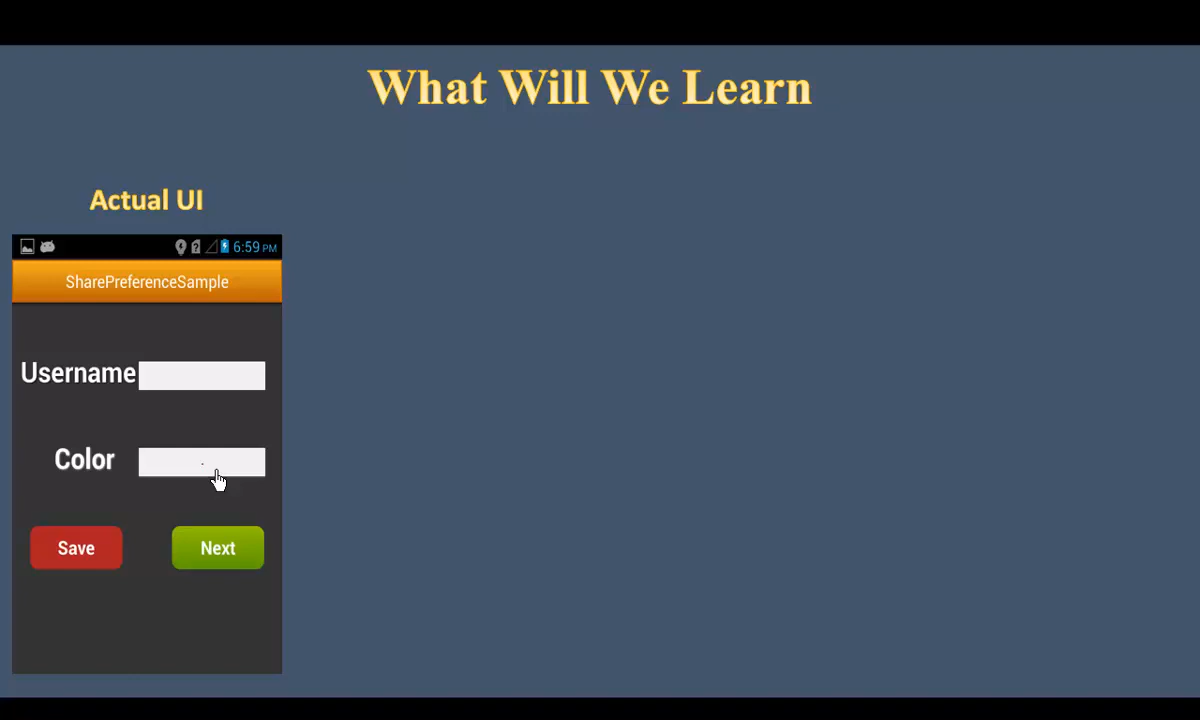 What Will We Learn
Actual UI
6:59 PM
SharePreferenceSample
Username
Color
Save
Next